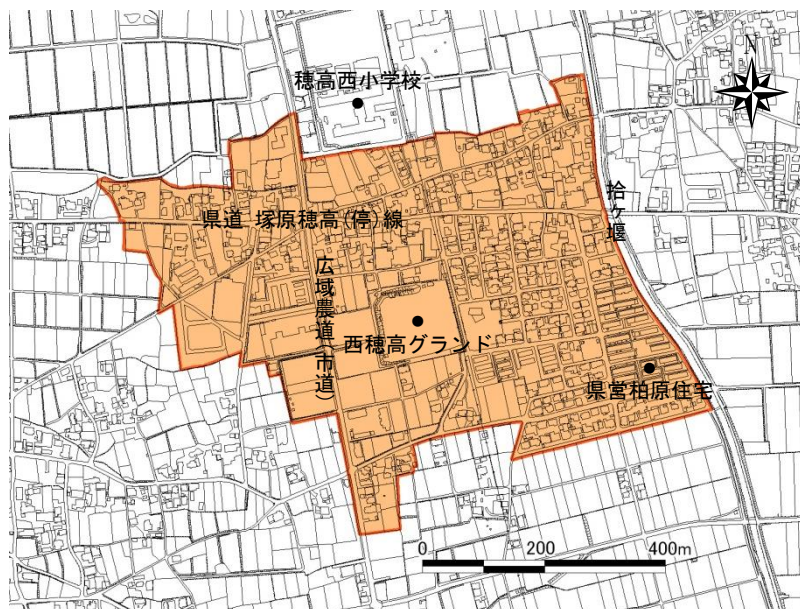 N
穂高西小学校
拾ケ堰
県道 塚原穂高(停)線
広域農道(市道)
西穂高グランド
県営柏原住宅
0 200 400m